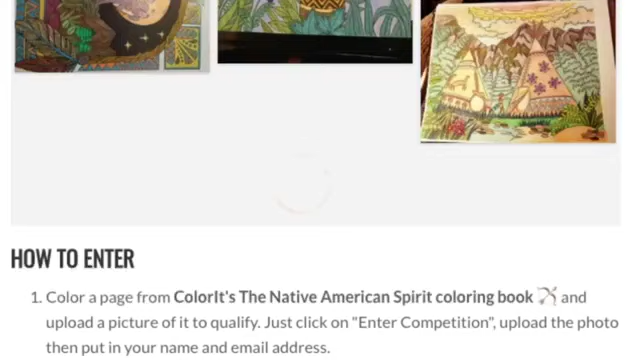 HOW TO ENTER
1. Color a page from ColorIt's The Native American Spirit coloring book 🏹 and
upload a picture of it to qualify. Just click on "Enter Competition", upload the photo
then put in your name and email address.